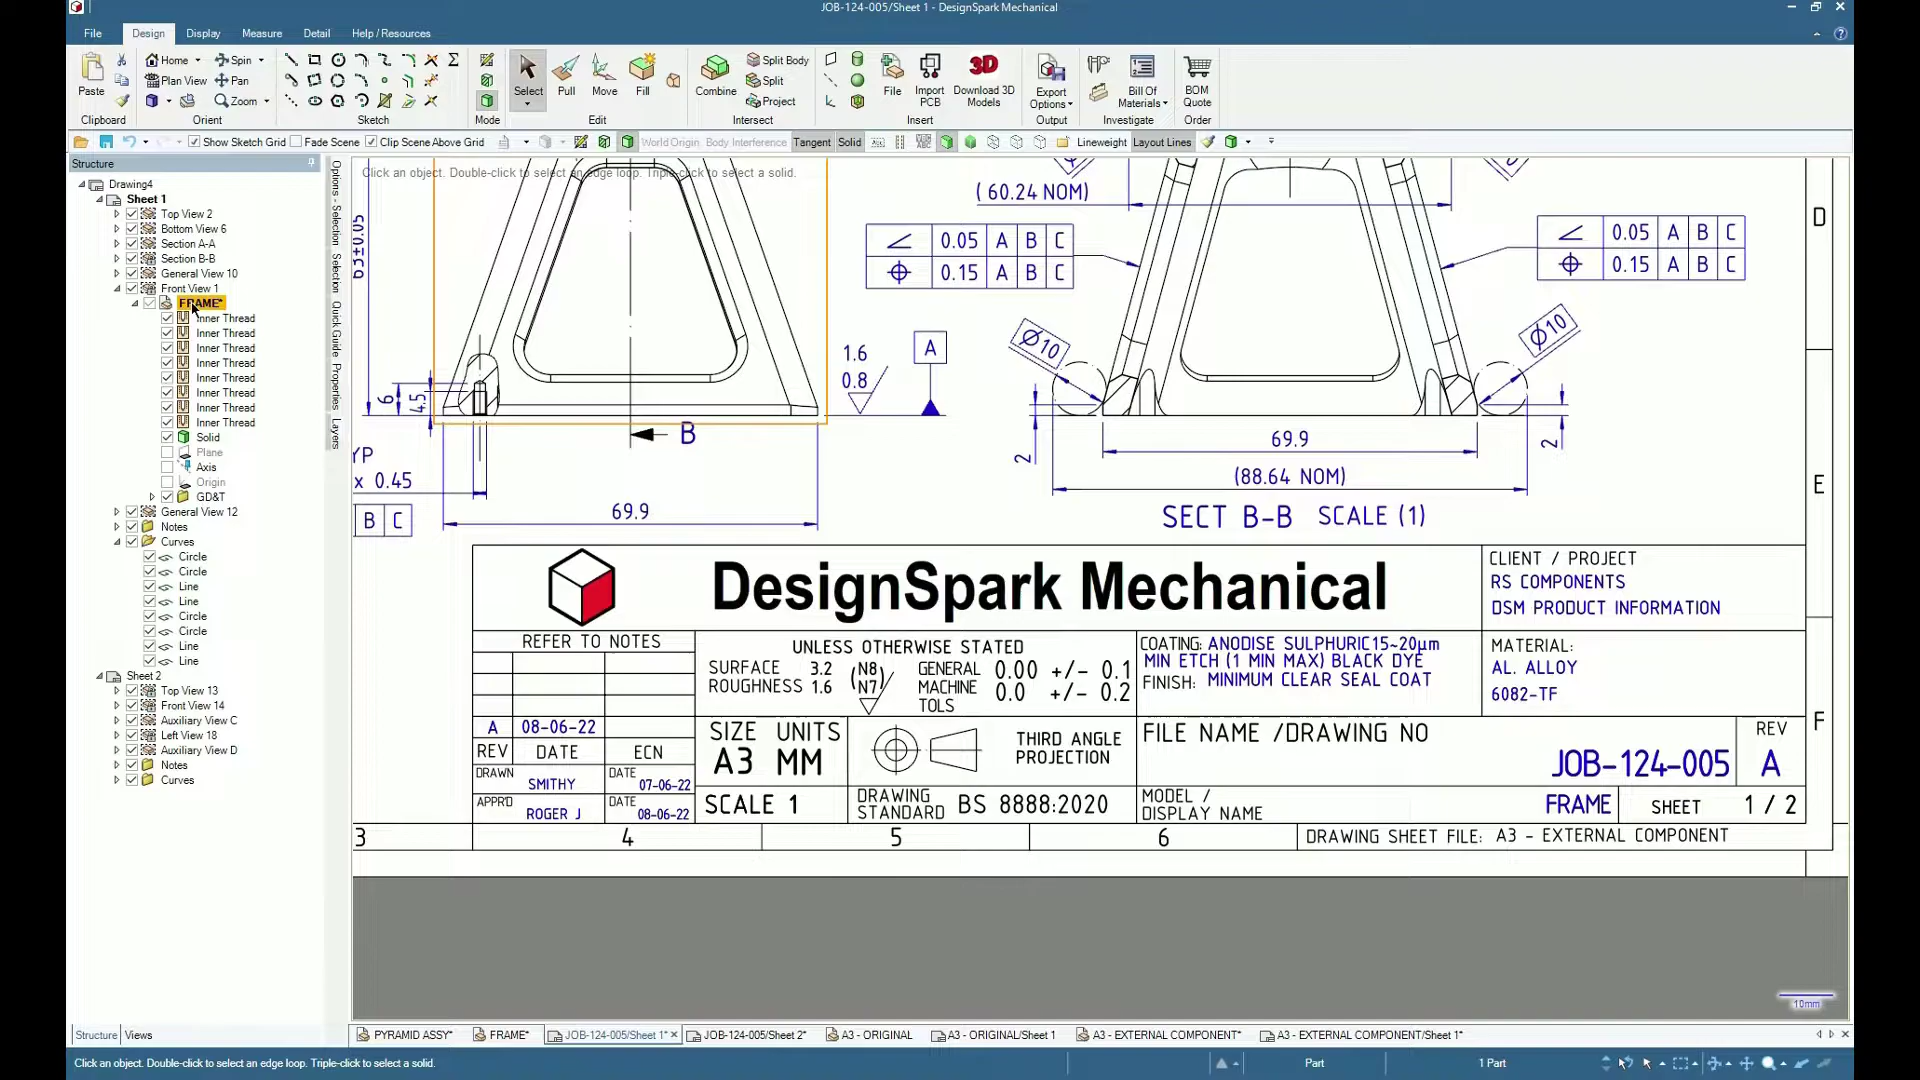 JOB-124-005/Sheet 1 - DesignSpark Mechanical
File Design Display Measure Detail Help / Resources
Paste
Home Spin
Plan View Pan
Zoom
Select Pull Move Fill
Combine
Split Body
Split
Project
File
Import PCB
Download 3D Models
Export Options
Bill Of Materials
BOM Quote
Clipboard Orient Sketch Mode Edit Intersect Insert Output Investigate Order
Show Sketch Grid Fade Scene Clip Scene Above Grid World Origin Body Interference Tangent Solid Lineweight Layout Lines
Structure
Drawing4
Sheet 1
Top View 2
Bottom View 6
Section A-A
Section B-B
General View 10
Front View 1
FRAME*
Inner Thread
Inner Thread
Inner Thread
Inner Thread
Inner Thread
Inner Thread
Inner Thread
Inner Thread
Solid
Plane
Axis
Origin
GD&T
General View 12
Notes
Curves
Circle
Circle
Line
Line
Circle
Circle
Line
Line
Sheet 2
Top View 13
Front View 14
Auxiliary View C
Left View 18
Auxiliary View D
Notes
Curves
Structure Views
Options - Selection
Selection
Quick Guide
Properties
Layers
Click an object. Double-click to select an edge loop. Triple-click to select a solid.
6
4.5
B
x 0.45
B C
69.9
1.6
0.8
A
(60.24 NOM)
0.05 A B C
0.15 A B C
0.05 A B C
0.15 A B C
Ø10
Ø10
2
2
69.9
(88.64 NOM)
SECT B-B SCALE (1)
D
E
F
DesignSpark Mechanical
CLIENT / PROJECT
RS COMPONENTS
DSM PRODUCT INFORMATION
REFER TO NOTES
A 08-06-22
REV DATE ECN
DRAWN SMITHY DATE 07-06-22
APPR'D ROGER J DATE 08-06-22
UNLESS OTHERWISE STATED
SURFACE 3.2 (N8) GENERAL 0.00 +/- 0.1
ROUGHNESS 1.6 (N7) MACHINE 0.0 +/- 0.2
TOLS
COATING: ANODISE SULPHURIC15~20µm
MIN ETCH (1 MIN MAX) BLACK DYE
FINISH: MINIMUM CLEAR SEAL COAT
MATERIAL:
AL. ALLOY
6082-TF
SIZE UNITS
A3 MM
THIRD ANGLE
PROJECTION
FILE NAME /DRAWING NO
JOB-124-005
REV
A
SCALE 1
DRAWING
STANDARD BS 8888:2020
MODEL /
DISPLAY NAME FRAME
SHEET 1 / 2
3 4 5 6
DRAWING SHEET FILE: A3 - EXTERNAL COMPONENT
10mm
PYRAMID ASSY* FRAME* JOB-124-005/Sheet 1* JOB-124-005/Sheet 2* A3 - ORIGINAL A3 - ORIGINAL/Sheet 1 A3 - EXTERNAL COMPONENT* A3 - EXTERNAL COMPONENT/Sheet 1*
Click an object. Double-click to select an edge loop. Triple-click to select a solid.
Part
1 Part